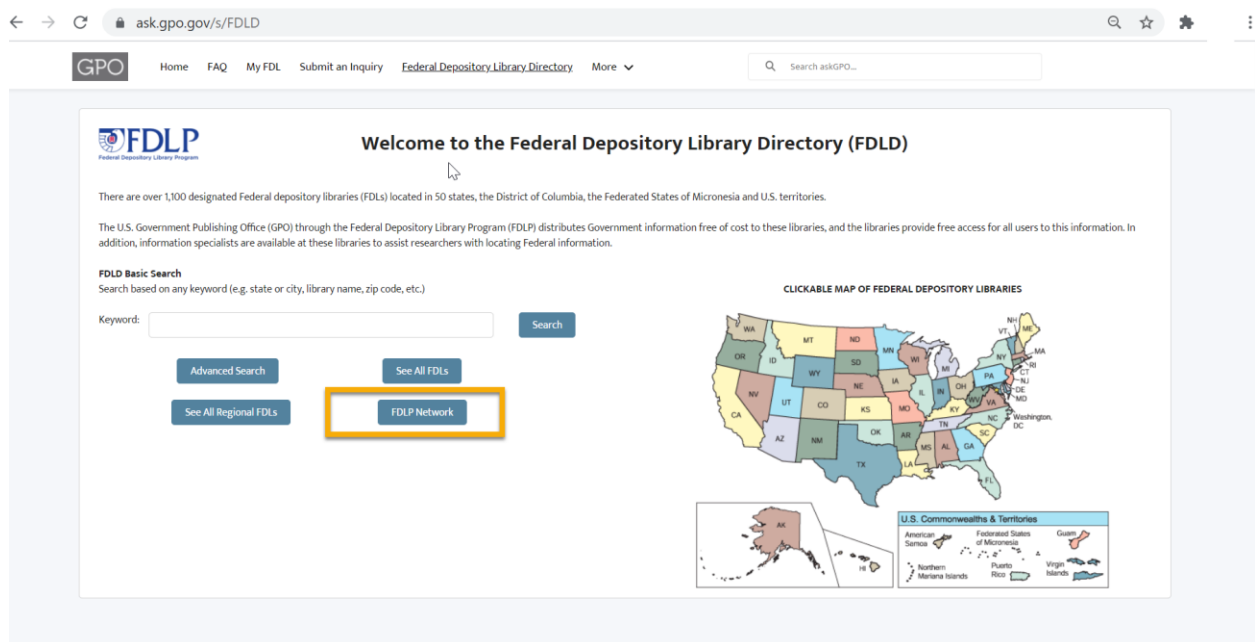 ask.gpo.gov/s/FDLD
GPO Home FAQ My FDL Submit an Inquiry Federal Depository Library Directory More Search askGPO...
FDLP
Federal Depository Library Program
Welcome to the Federal Depository Library Directory (FDLD)
There are over 1,100 designated Federal depository libraries (FDLs) located in 50 states, the District of Columbia, the Federated States of Micronesia and U.S. territories.
The U.S. Government Publishing Office (GPO) through the Federal Depository Library Program (FDLP) distributes Government information free of cost to these libraries, and the libraries provide free access for all users to this information. In
addition, information specialists are available at these libraries to assist researchers with locating Federal information.
FDLD Basic Search
Search based on any keyword (e.g. state or city, library name, zip code, etc.)
Keyword:
Search
Advanced Search
See All FDLs
See All Regional FDLs
FDLP Network
CLICKABLE MAP OF FEDERAL DEPOSITORY LIBRARIES
NH
WA
VT
ME
MT
ND
MN
OR
ID
SD
WI
NY
MA
WY
MI
RI
CT
PA
NJ
IA
NE
OH
DE
NV
IL
IN
MD
UT
CO
WV
VA
CA
KS
MO
KY
Washington,
DC
NC
TN
AZ
NM
OK
AR
SC
MS
AL
GA
TX
LA
FL
AK
HI
U.S. Commonwealths & Territories
American
Samoa
Federated States
of Micronesia
Guam
Northern
Mariana Islands
Puerto
Rico
Virgin
Islands